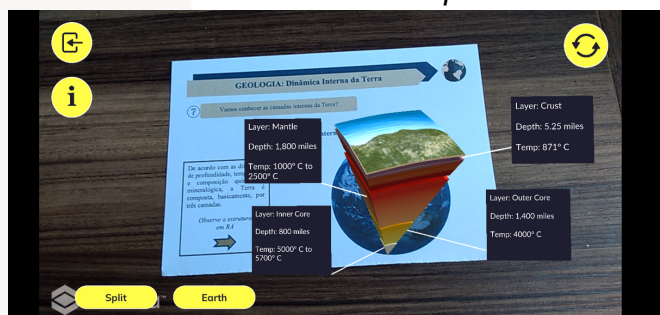 GEOLOGIA: Dinâmica Interna da Terra
Vamos conhecer as camadas internas da Terra?
Layer: Mantle
Depth: 1,800 miles
Temp: 1000° C to
2500° C
Layer: Crust
Depth: 5.25 miles
Temp: 871° C
De acordo com as
de profundidade,
e composição
mineralógica, a Terra é
composta, basicamente, por
três camadas.
Observe a estrutura
em RA
Layer: Inner Core
Depth: 800 miles
Temp: 5000° C to
5700° C
Layer: Outer Core
Depth: 1,400 miles
Temp: 4000° C
Split
Earth